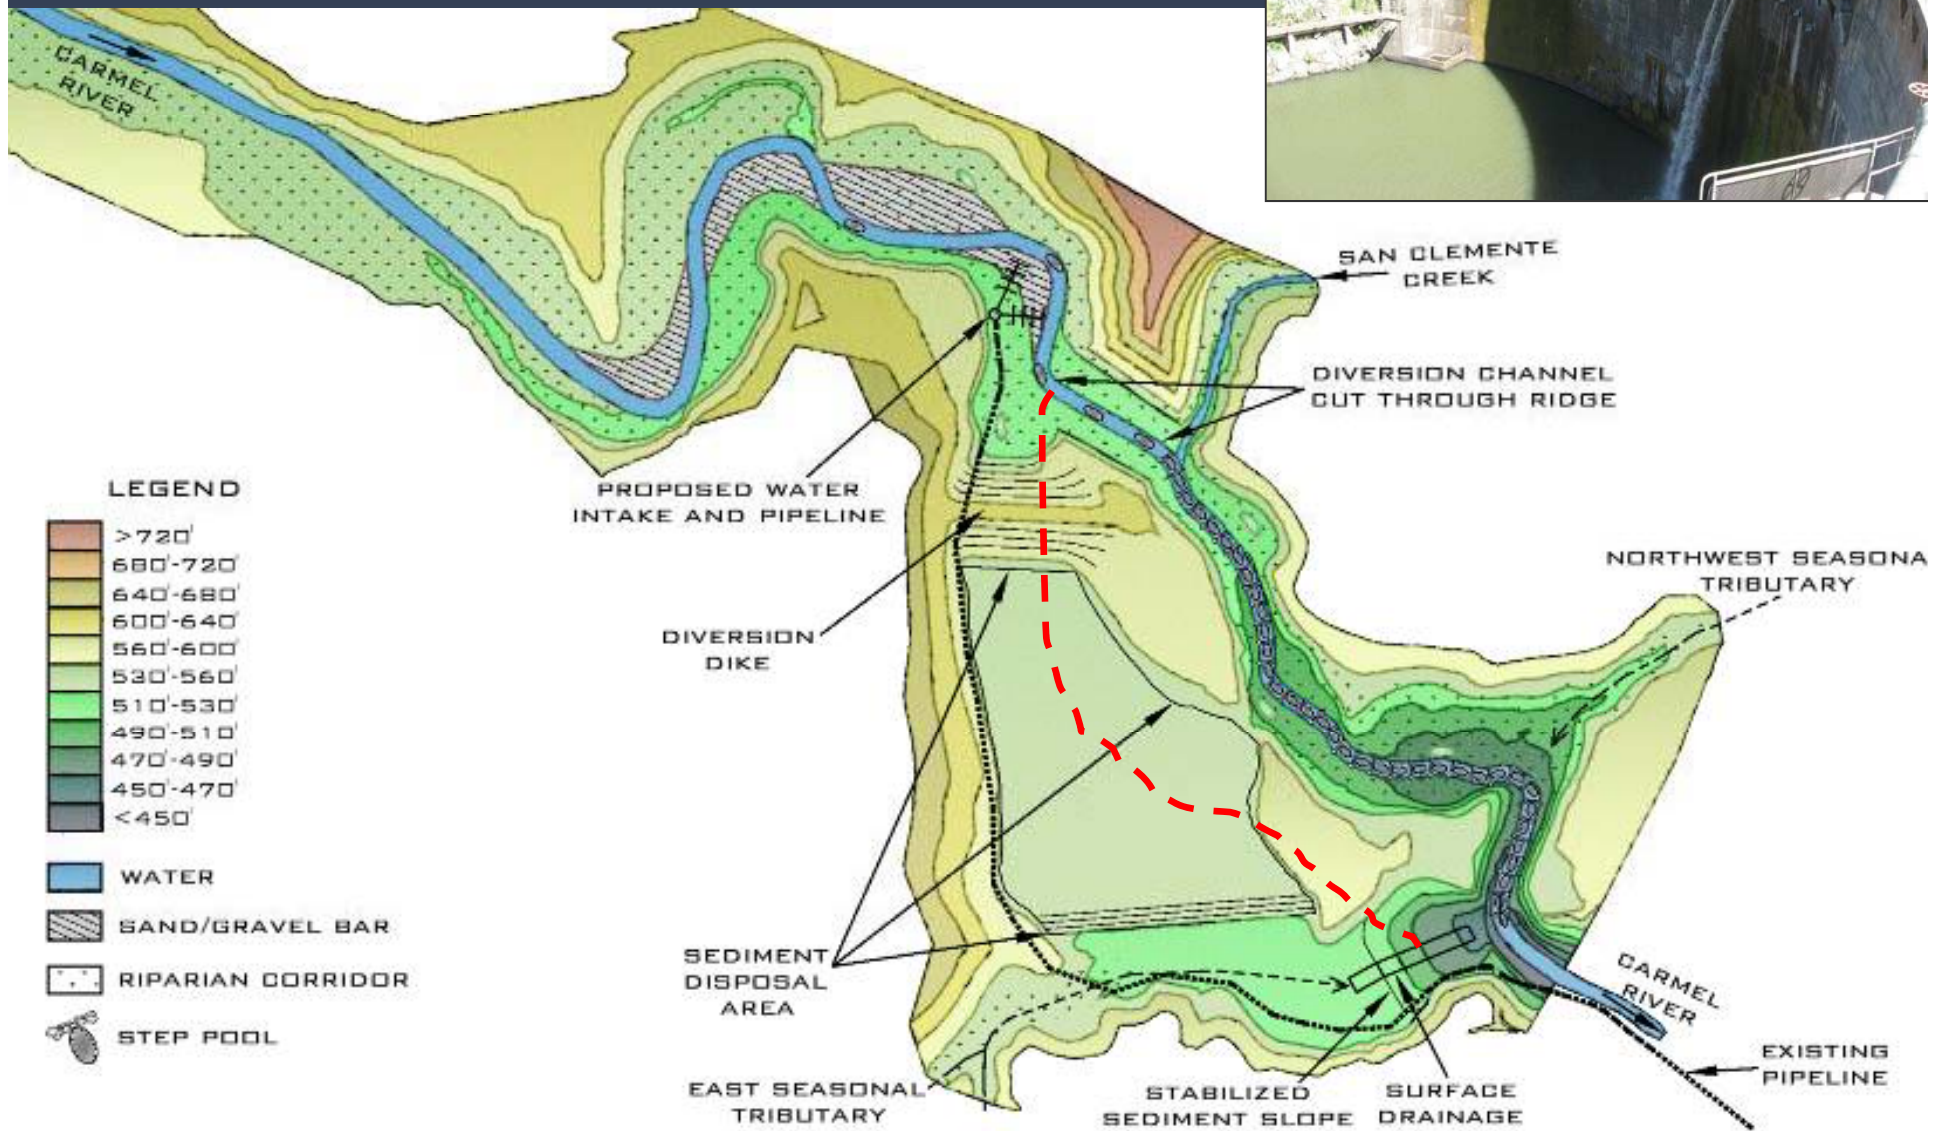 CARMEL
RIVER
SAN CLEMENTE
CREEK
DIVERSION CHANNEL
CUT THROUGH RIDGE
PROPOSED WATER
INTAKE AND PIPELINE
LEGEND
>720'
680'-720'
640'-680'
600'-640'
560'-600'
530'-560'
510'-530'
490'-510'
470'-490'
450'-470'
<450'
WATER
SAND/GRAVEL BAR
RIPARIAN CORRIDOR
STEP POOL
NORTHWEST SEASONA
TRIBUTARY
DIVERSION
DIKE
SEDIMENT
DISPOSAL
AREA
CARMEL
RIVER
EAST SEASONAL
TRIBUTARY
STABILIZED
SEDIMENT SLOPE
SURFACE
DRAINAGE
EXISTING
PIPELINE